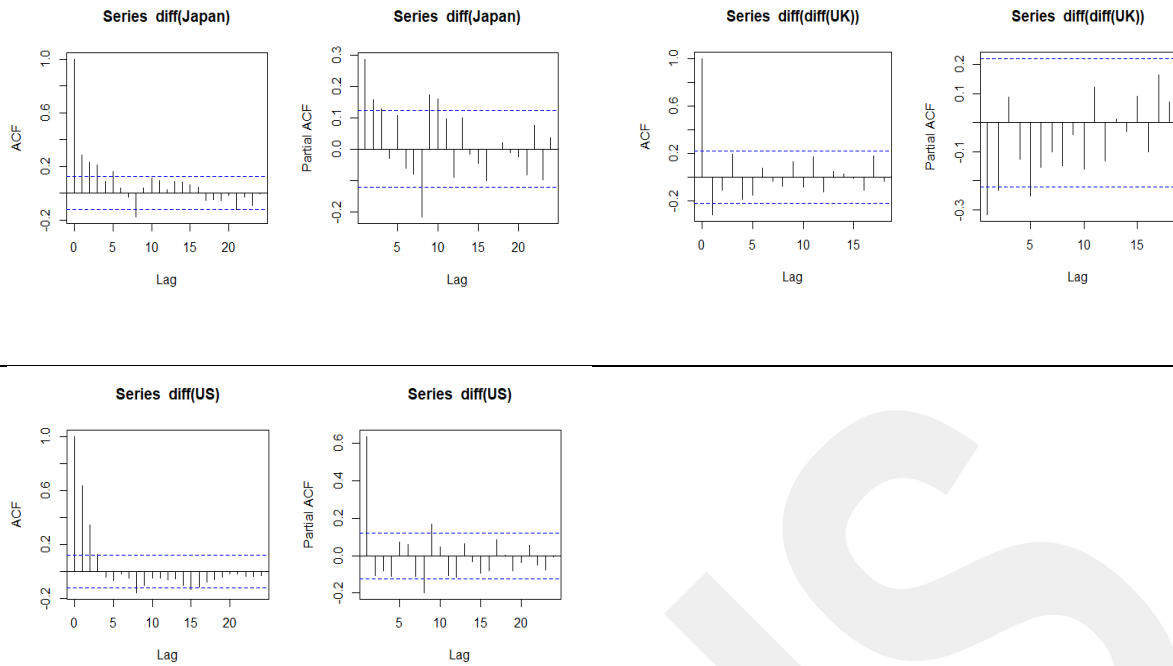 Series diff(Japan)
ACF
-0.2 0.2 0.6 1.0
0 5 10 15 20
Lag
Series diff(Japan)
Partial ACF
-0.2 0.0 0.1 0.2 0.3
5 10 15 20
Lag
Series diff(diff(UK))
ACF
-0.2 0.2 0.6 1.0
0 5 10 15
Lag
Series diff(diff(UK))
Partial ACF
-0.3 -0.1 0.1 0.2
5 10 15
Lag
Series diff(US)
ACF
-0.2 0.2 0.6 1.0
0 5 10 15 20
Lag
Series diff(US)
Partial ACF
-0.2 0.0 0.2 0.4 0.6
5 10 15 20
Lag